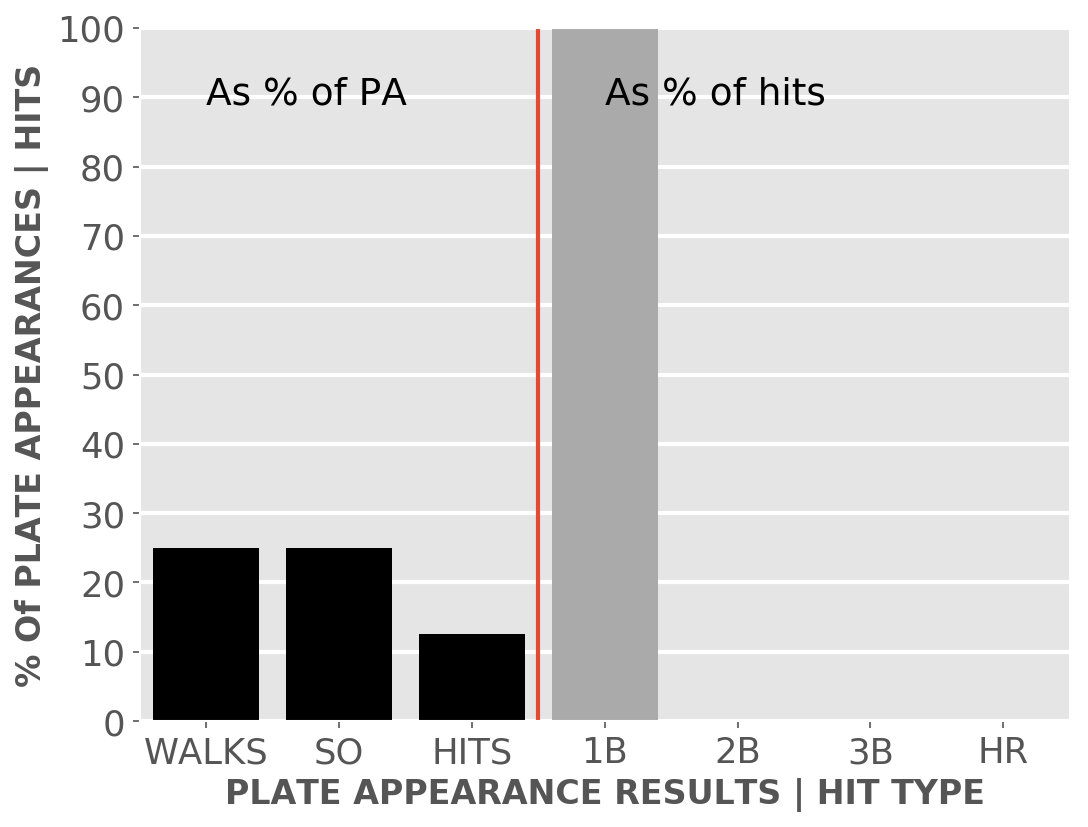 100
90
80
70
60
50
40
30
20
10
0
% Of PLATE APPEARANCES | HITS
As % of PA
As % of hits
WALKS SO HITS 1B 2B 3B HR
PLATE APPEARANCE RESULTS | HIT TYPE